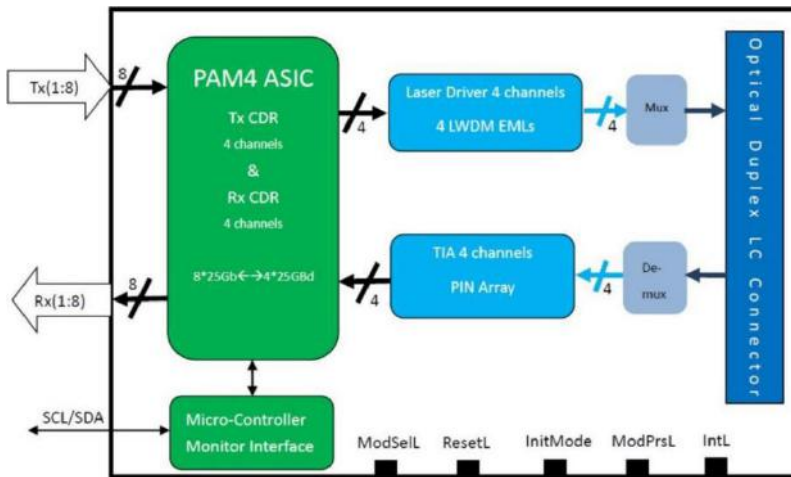 Tx(1:8)
8
PAM4 ASIC
Tx CDR
4 channels
&
Rx CDR
4 channels
8*25Gb<-->4*25GBd
4
Laser Driver 4 channels
4 LWDM EMLs
4
Mux
Optical Duplex LC Connector
Rx(1:8)
8
4
TIA 4 channels
PIN Array
4
De-
mux
SCL/SDA
Micro-Controller
Monitor Interface
ModSelL
ResetL
InitMode
ModPrsL
IntL